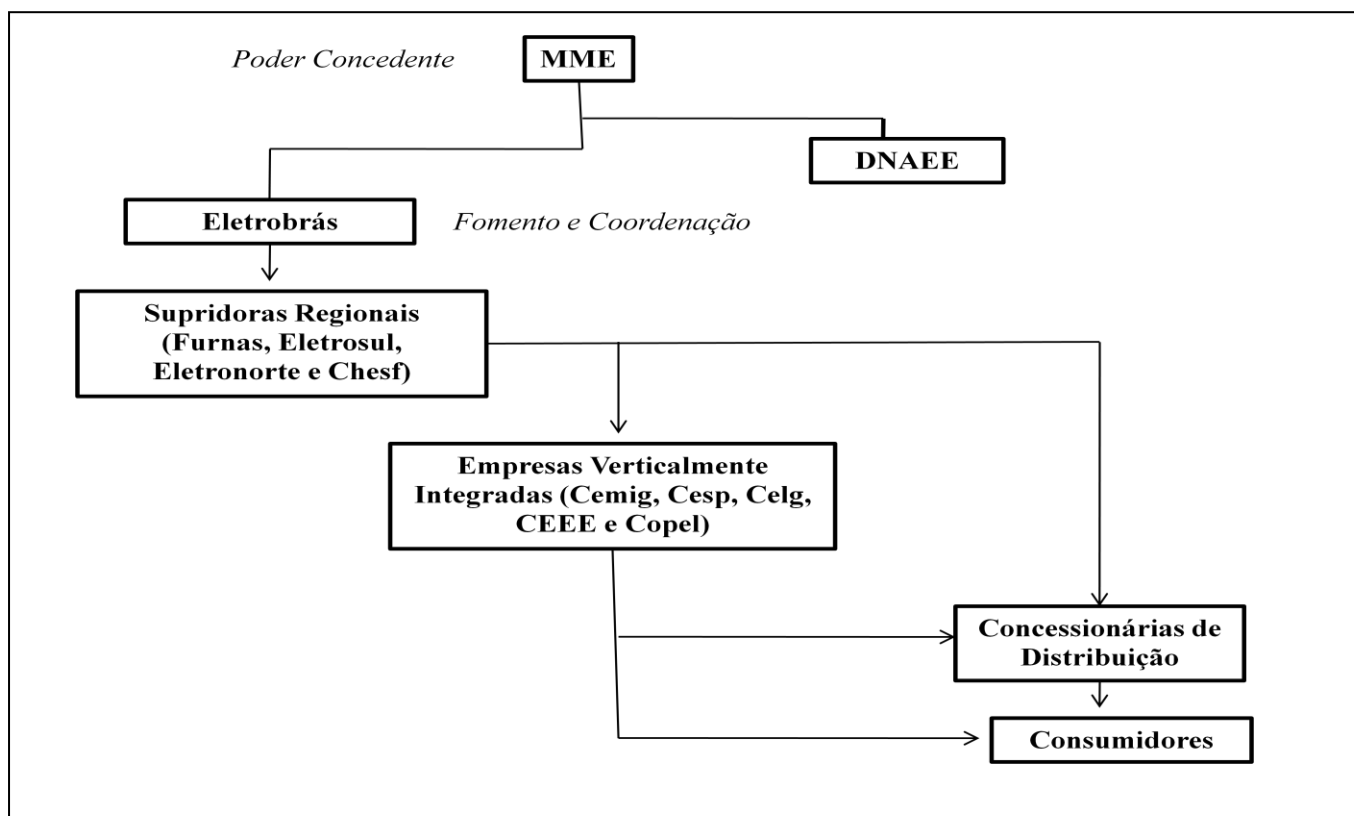 Poder Concedente
MME
DNAEE
Eletrobrás
Fomento e Coordenação
Supridoras Regionais
(Furnas, Eletrosul,
Eletronorte e Chesf)
Empresas Verticalmente
Integradas (Cemig, Cesp, Celg,
CEEE e Copel)
Concessionárias de
Distribuição
Consumidores